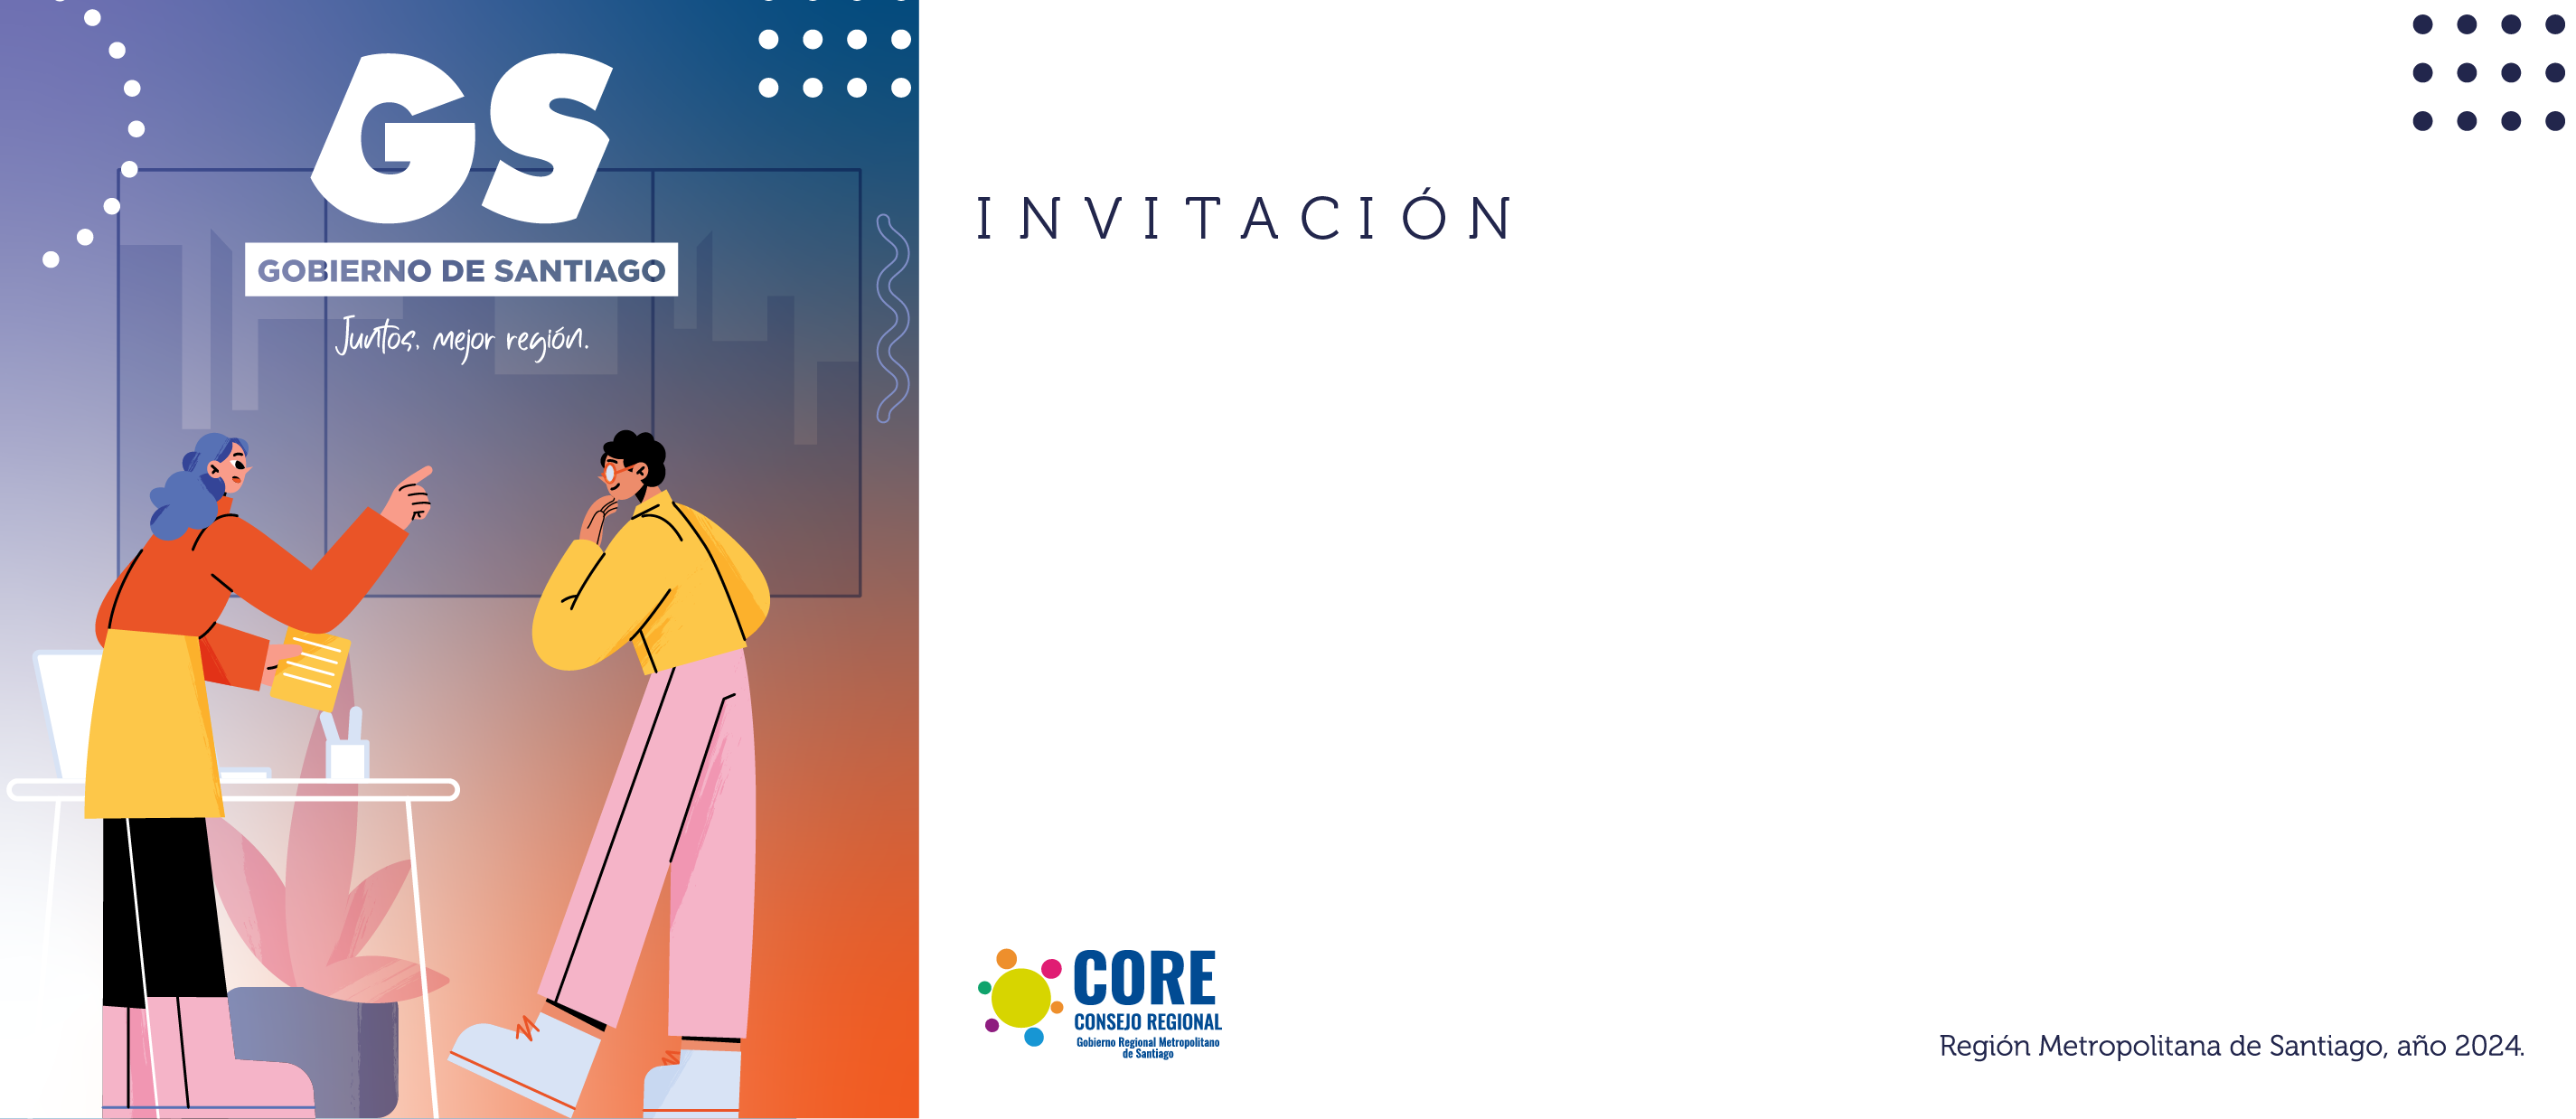 GS
GOBIERNO DE SANTIAGO
Juntos, mejor región.
INVITACIÓN
CORE
CONSEJO REGIONAL
Gobierno Regional Metropolitano
de Santiago
Región Metropolitana de Santiago, año 2024.